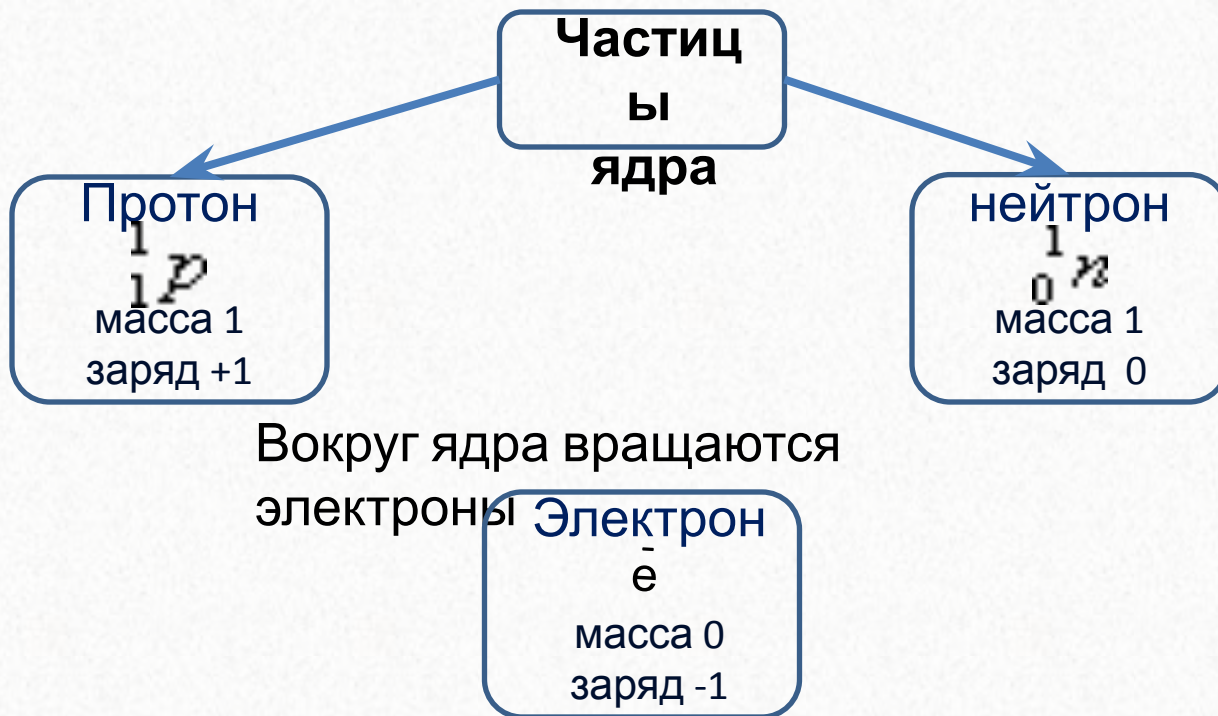 Частиц
ы
ядра
Протон
1
1 p
масса 1
заряд +1
нейтрон
1
0 n
масса 1
заряд 0
Вокруг ядра вращаются
электроны
Электрон
-
е
масса 0
заряд -1